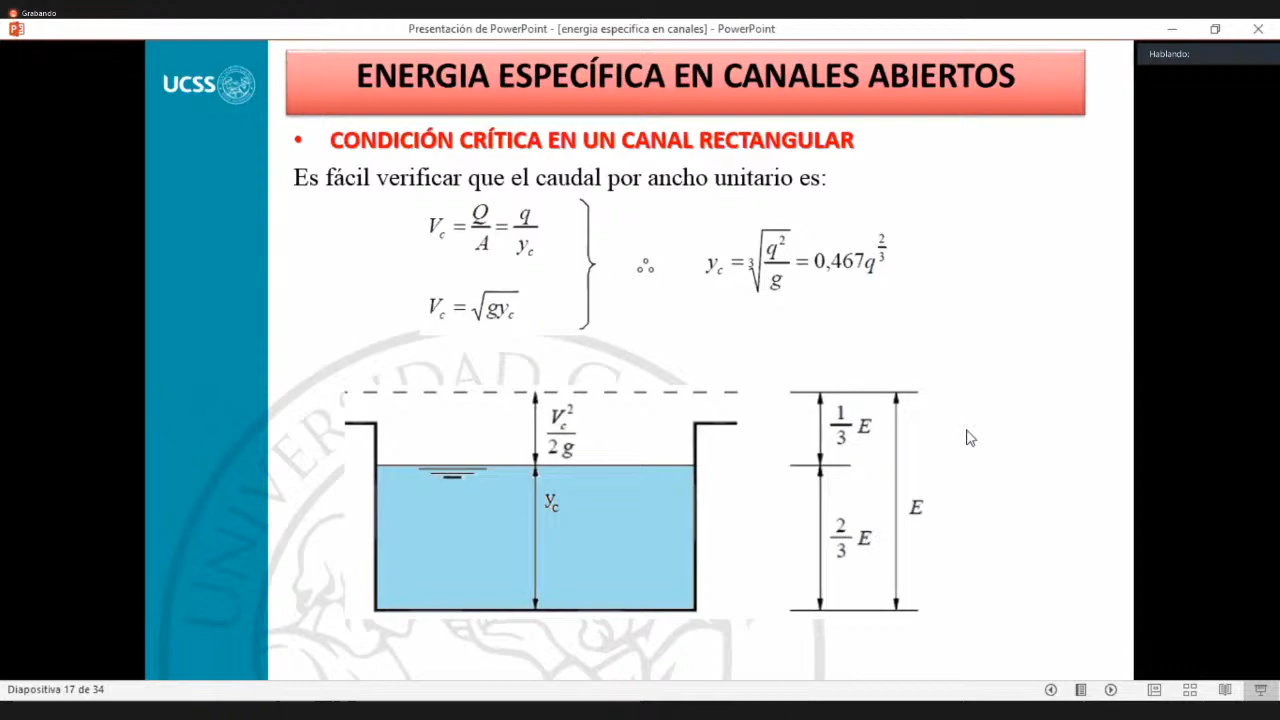 Grabando
Presentación de PowerPoint - [energia especifica en canales] - PowerPoint
Hablando:
UCSS
ENERGIA ESPECÍFICA EN CANALES ABIERTOS
• CONDICIÓN CRÍTICA EN UN CANAL RECTANGULAR
Es fácil verificar que el caudal por ancho unitario es:
V_c = Q/A = q/y_c
V_c = √(gy_c)
∴ y_c = ∛(q²/g) = 0,467q^(2/3)
V_c²/2g
1/3 E
y_c
E
2/3 E
Diapositiva 17 de 34